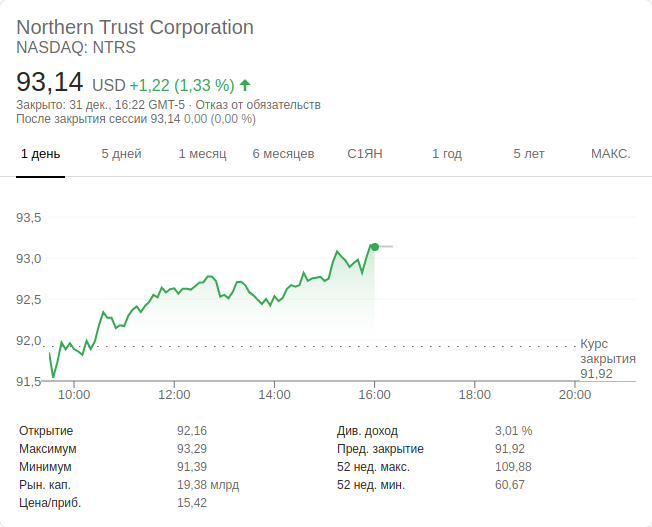 Northern Trust Corporation
NASDAQ: NTRS
93,14 USD +1,22 (1,33 %)
Закрыто: 31 дек., 16:22 GMT-5 · Отказ от обязательств
После закрытия сессии 93,14 0,00 (0,00 %)
1 день 5 дней 1 месяц 6 месяцев С1ЯН 1 год 5 лет МАКС.
93,5
93,0
92,5
92,0
91,5
Курс
закрытия
91,92
10:00 12:00 14:00 16:00 18:00 20:00
Открытие 92,16 Див. доход 3,01 %
Максимум 93,29 Пред. закрытие 91,92
Минимум 91,39 52 нед. макс. 109,88
Рын. кап. 19,38 млрд 52 нед. мин. 60,67
Цена/приб. 15,42